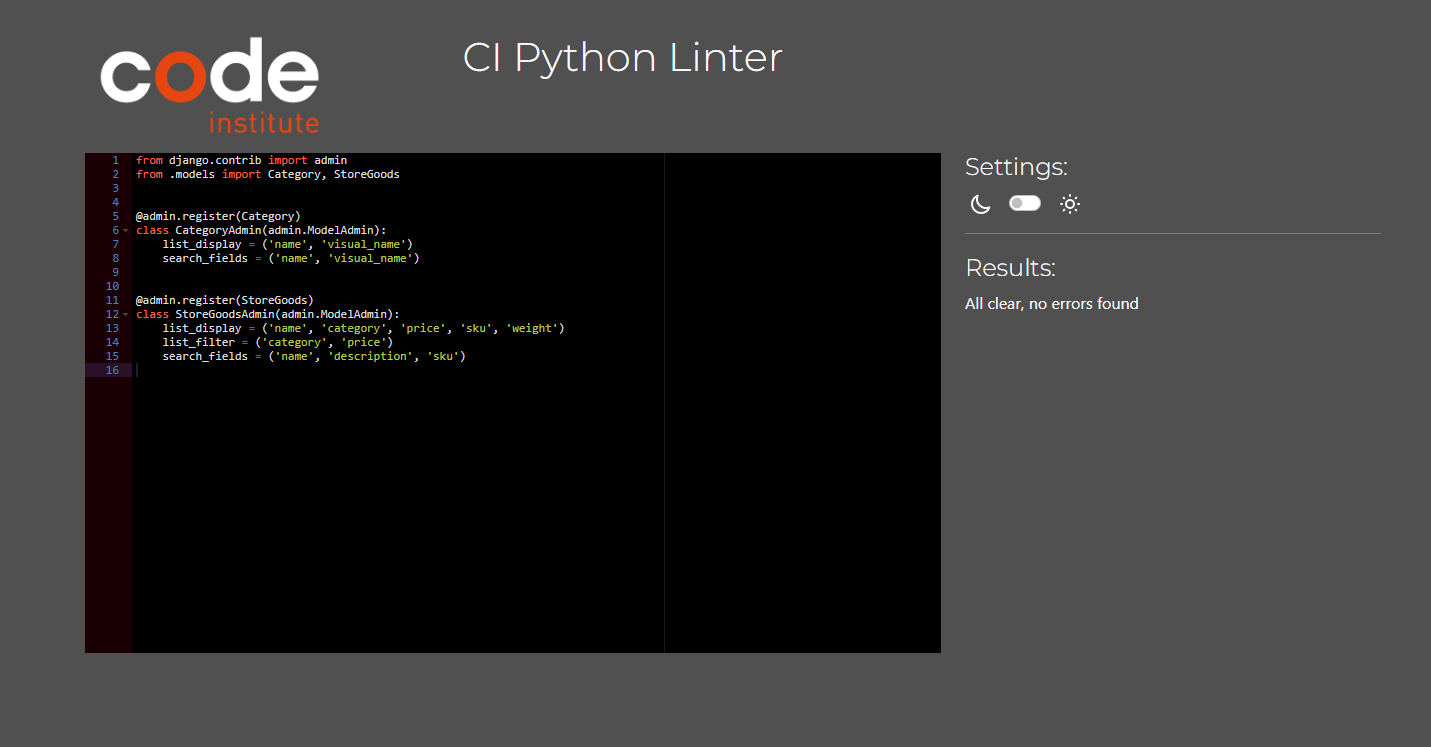 code
institute
CI Python Linter
1 from django.contrib import admin
2 from .models import Category, StoreGoods
3
4
5 @admin.register(Category)
6 class CategoryAdmin(admin.ModelAdmin):
7     list_display = ('name', 'visual_name')
8     search_fields = ('name', 'visual_name')
9
10
11 @admin.register(StoreGoods)
12 class StoreGoodsAdmin(admin.ModelAdmin):
13     list_display = ('name', 'category', 'price', 'sku', 'weight')
14     list_filter = ('category', 'price')
15     search_fields = ('name', 'description', 'sku')
16
Settings:
Results:
All clear, no errors found